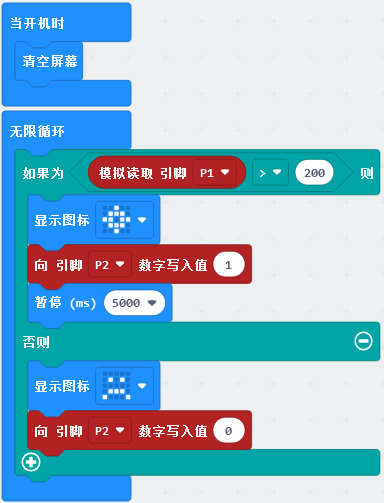 当开机时
清空屏幕
无限循环
如果为 模拟读取 引脚 P1 > 200 则
显示图标
向 引脚 P2 数字写入值 1
暂停 (ms) 5000
否则
显示图标
向 引脚 P2 数字写入值 0